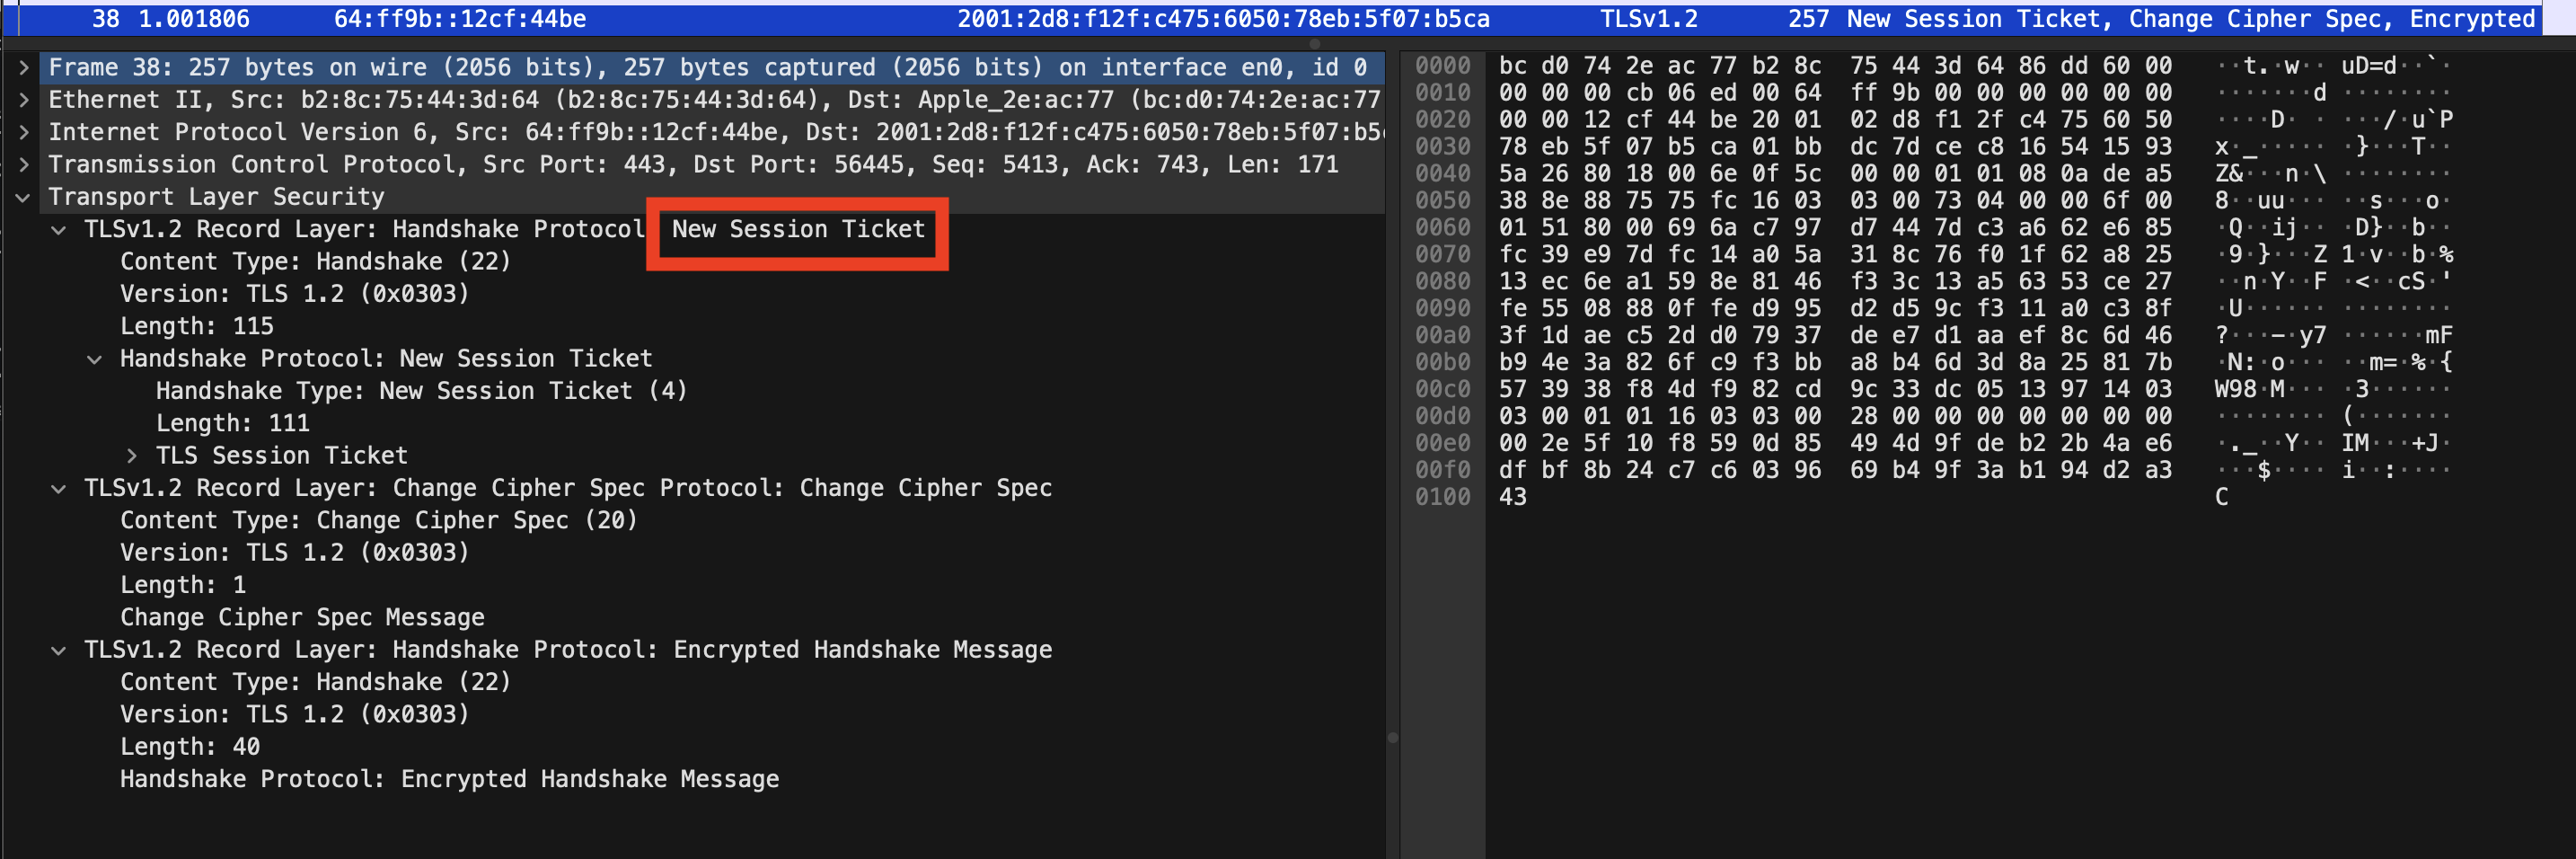 38 1.001806 64:ff9b::12cf:44be 2001:2d8:f12f:c475:6050:78eb:5f07:b5ca TLSv1.2 257 New Session Ticket, Change Cipher Spec, Encrypted
Frame 38: 257 bytes on wire (2056 bits), 257 bytes captured (2056 bits) on interface en0, id 0
Ethernet II, Src: b2:8c:75:44:3d:64 (b2:8c:75:44:3d:64), Dst: Apple_2e:ac:77 (bc:d0:74:2e:ac:77
Internet Protocol Version 6, Src: 64:ff9b::12cf:44be, Dst: 2001:2d8:f12f:c475:6050:78eb:5f07:b5
Transmission Control Protocol, Src Port: 443, Dst Port: 56445, Seq: 5413, Ack: 743, Len: 171
Transport Layer Security
TLSv1.2 Record Layer: Handshake Protocol New Session Ticket
Content Type: Handshake (22)
Version: TLS 1.2 (0x0303)
Length: 115
Handshake Protocol: New Session Ticket
Handshake Type: New Session Ticket (4)
Length: 111
TLS Session Ticket
TLSv1.2 Record Layer: Change Cipher Spec Protocol: Change Cipher Spec
Content Type: Change Cipher Spec (20)
Version: TLS 1.2 (0x0303)
Length: 1
Change Cipher Spec Message
TLSv1.2 Record Layer: Handshake Protocol: Encrypted Handshake Message
Content Type: Handshake (22)
Version: TLS 1.2 (0x0303)
Length: 40
Handshake Protocol: Encrypted Handshake Message
0000 bc d0 74 2e ac 77 b2 8c 75 44 3d 64 86 dd 60 00 ··t.·w·· uD=d··`·
0010 00 00 00 cb 06 ed 00 64 ff 9b 00 00 00 00 00 00 ·······d ········
0020 00 00 12 cf 44 be 20 01 02 d8 f1 2f c4 75 60 50 ····D· · ···/·u`P
0030 78 eb 5f 07 b5 ca 01 bb dc 7d ce c8 16 54 15 93 x·_····· ·}···T··
0040 5a 26 80 18 00 6e 0f 5c 00 00 01 01 08 0a de a5 Z&···n·\ ········
0050 38 8e 88 75 75 fc 16 03 03 00 73 04 00 00 6f 00 8··uu··· ··s···o·
0060 01 51 80 00 69 6a c7 97 d7 44 7d c3 a6 62 e6 85 ·Q··ij·· ·D}··b··
0070 fc 39 e9 7d fc 14 a0 5a 31 8c 76 f0 1f 62 a8 25 ·9·}···Z 1·v··b·%
0080 13 ec 6e a1 59 8e 81 46 f3 3c 13 a5 63 53 ce 27 ··n·Y··F ·<··cS·'
0090 fe 55 08 88 0f fe d9 95 d2 d5 9c f3 11 a0 c3 8f ·U······ ········
00a0 3f 1d ae c5 2d d0 79 37 de e7 d1 aa ef 8c 6d 46 ?···-·y7 ······mF
00b0 b9 4e 3a 82 6f c9 f3 bb a8 b4 6d 3d 8a 25 81 7b ·N:·o··· ··m=·%·{
00c0 57 39 38 f8 4d f9 82 cd 9c 33 dc 05 13 97 14 03 W98·M··· ·3······
00d0 03 00 01 01 16 03 03 00 28 00 00 00 00 00 00 00 ········ (·······
00e0 00 2e 5f 10 f8 59 0d 85 49 4d 9f de b2 2b 4a e6 ·._··Y·· IM···+J·
00f0 df bf 8b 24 c7 c6 03 96 69 b4 9f 3a b1 94 d2 a3 ···$···· i··:····
0100 43 C